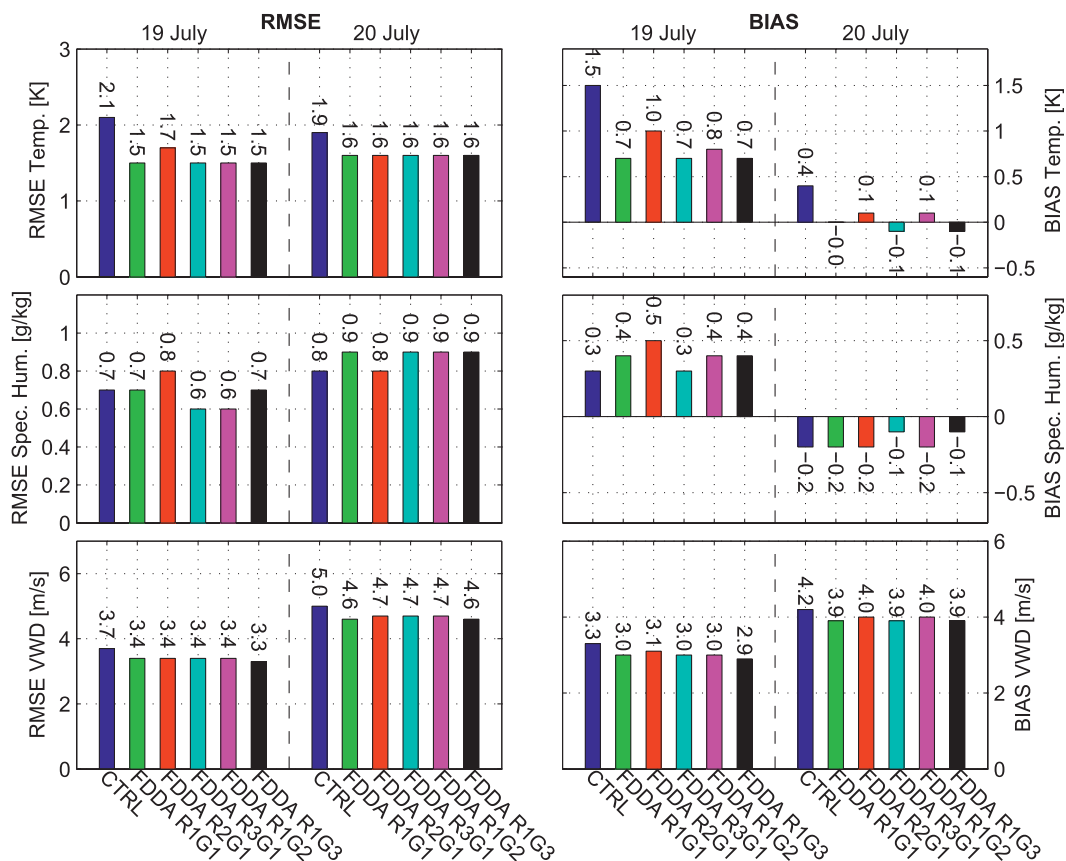 RMSE
19 July 20 July
RMSE Temp. [K]
3
2
1
0
2.1 1.5 1.7 1.5 1.5 1.5 1.9 1.6 1.6 1.6 1.6 1.6
BIAS
19 July 20 July
1.5 0.7 1.0 0.7 0.8 0.7 0.4 −0.0 0.1 −0.1 0.1 −0.1
1.5
1
0.5
0
−0.5
BIAS Temp. [K]
RMSE Spec. Hum. [g/kg]
1
0.8
0.6
0.4
0.2
0
0.7 0.7 0.8 0.6 0.6 0.7 0.8 0.9 0.8 0.9 0.9 0.9
0.3 0.4 0.5 0.3 0.4 0.4 −0.2 −0.2 −0.2 −0.1 −0.2 −0.1
0.5
0
−0.5
BIAS Spec. Hum. [g/kg]
RMSE VWD [m/s]
6
4
2
0
3.7 3.4 3.4 3.4 3.4 3.3 5.0 4.6 4.7 4.7 4.7 4.6
3.3 3.0 3.1 3.0 3.0 2.9 4.2 3.9 4.0 3.9 4.0 3.9
6
4
2
0
BIAS VWD [m/s]
CTRL
FDDA R1G1
FDDA R2G1
FDDA R3G1
FDDA R1G2
FDDA R1G3
CTRL
FDDA R1G1
FDDA R2G1
FDDA R3G1
FDDA R1G2
FDDA R1G3
CTRL
FDDA R1G1
FDDA R2G1
FDDA R3G1
FDDA R1G2
FDDA R1G3
CTRL
FDDA R1G1
FDDA R2G1
FDDA R3G1
FDDA R1G2
FDDA R1G3